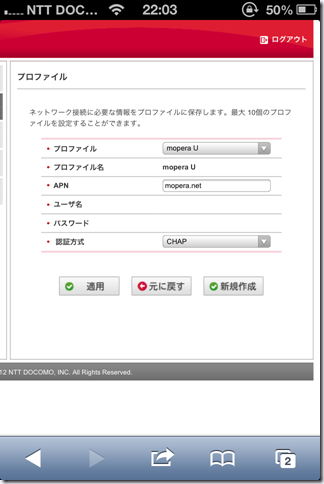 NTT DOC... 22:03 50%
ログアウト
プロファイル
ネットワーク接続に必要な情報をプロファイルに保存します。最大 10個のプロフ
ァイルを設定することができます。
• プロファイル mopera U
• プロファイル名 mopera U
• APN mopera.net
• ユーザ名
• パスワード
• 認証方式 CHAP
適用 元に戻す 新規作成
12 NTT DOCOMO, INC. All Rights Reserved.
2